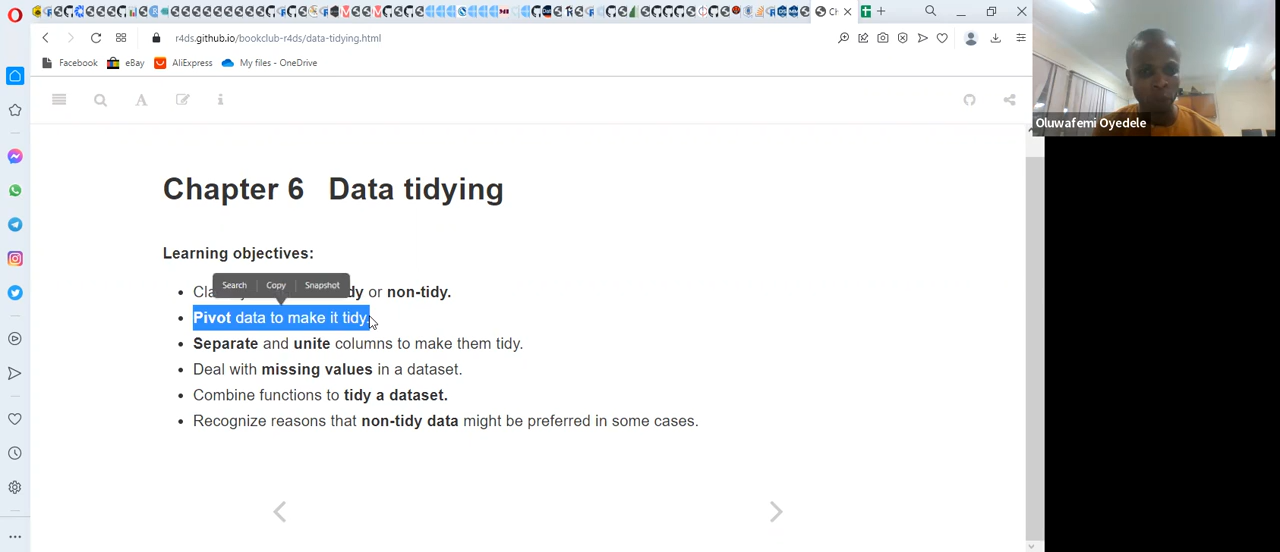 Ch
r4ds.github.io/bookclub-r4ds/data-tidying.html
Facebook eBay AliExpress My files - OneDrive
Oluwafemi Oyedele
Chapter 6 Data tidying
Learning objectives:
Search Copy Snapshot
or non-tidy.
Pivot data to make it tidy.
Separate and unite columns to make them tidy.
Deal with missing values in a dataset.
Combine functions to tidy a dataset.
Recognize reasons that non-tidy data might be preferred in some cases.